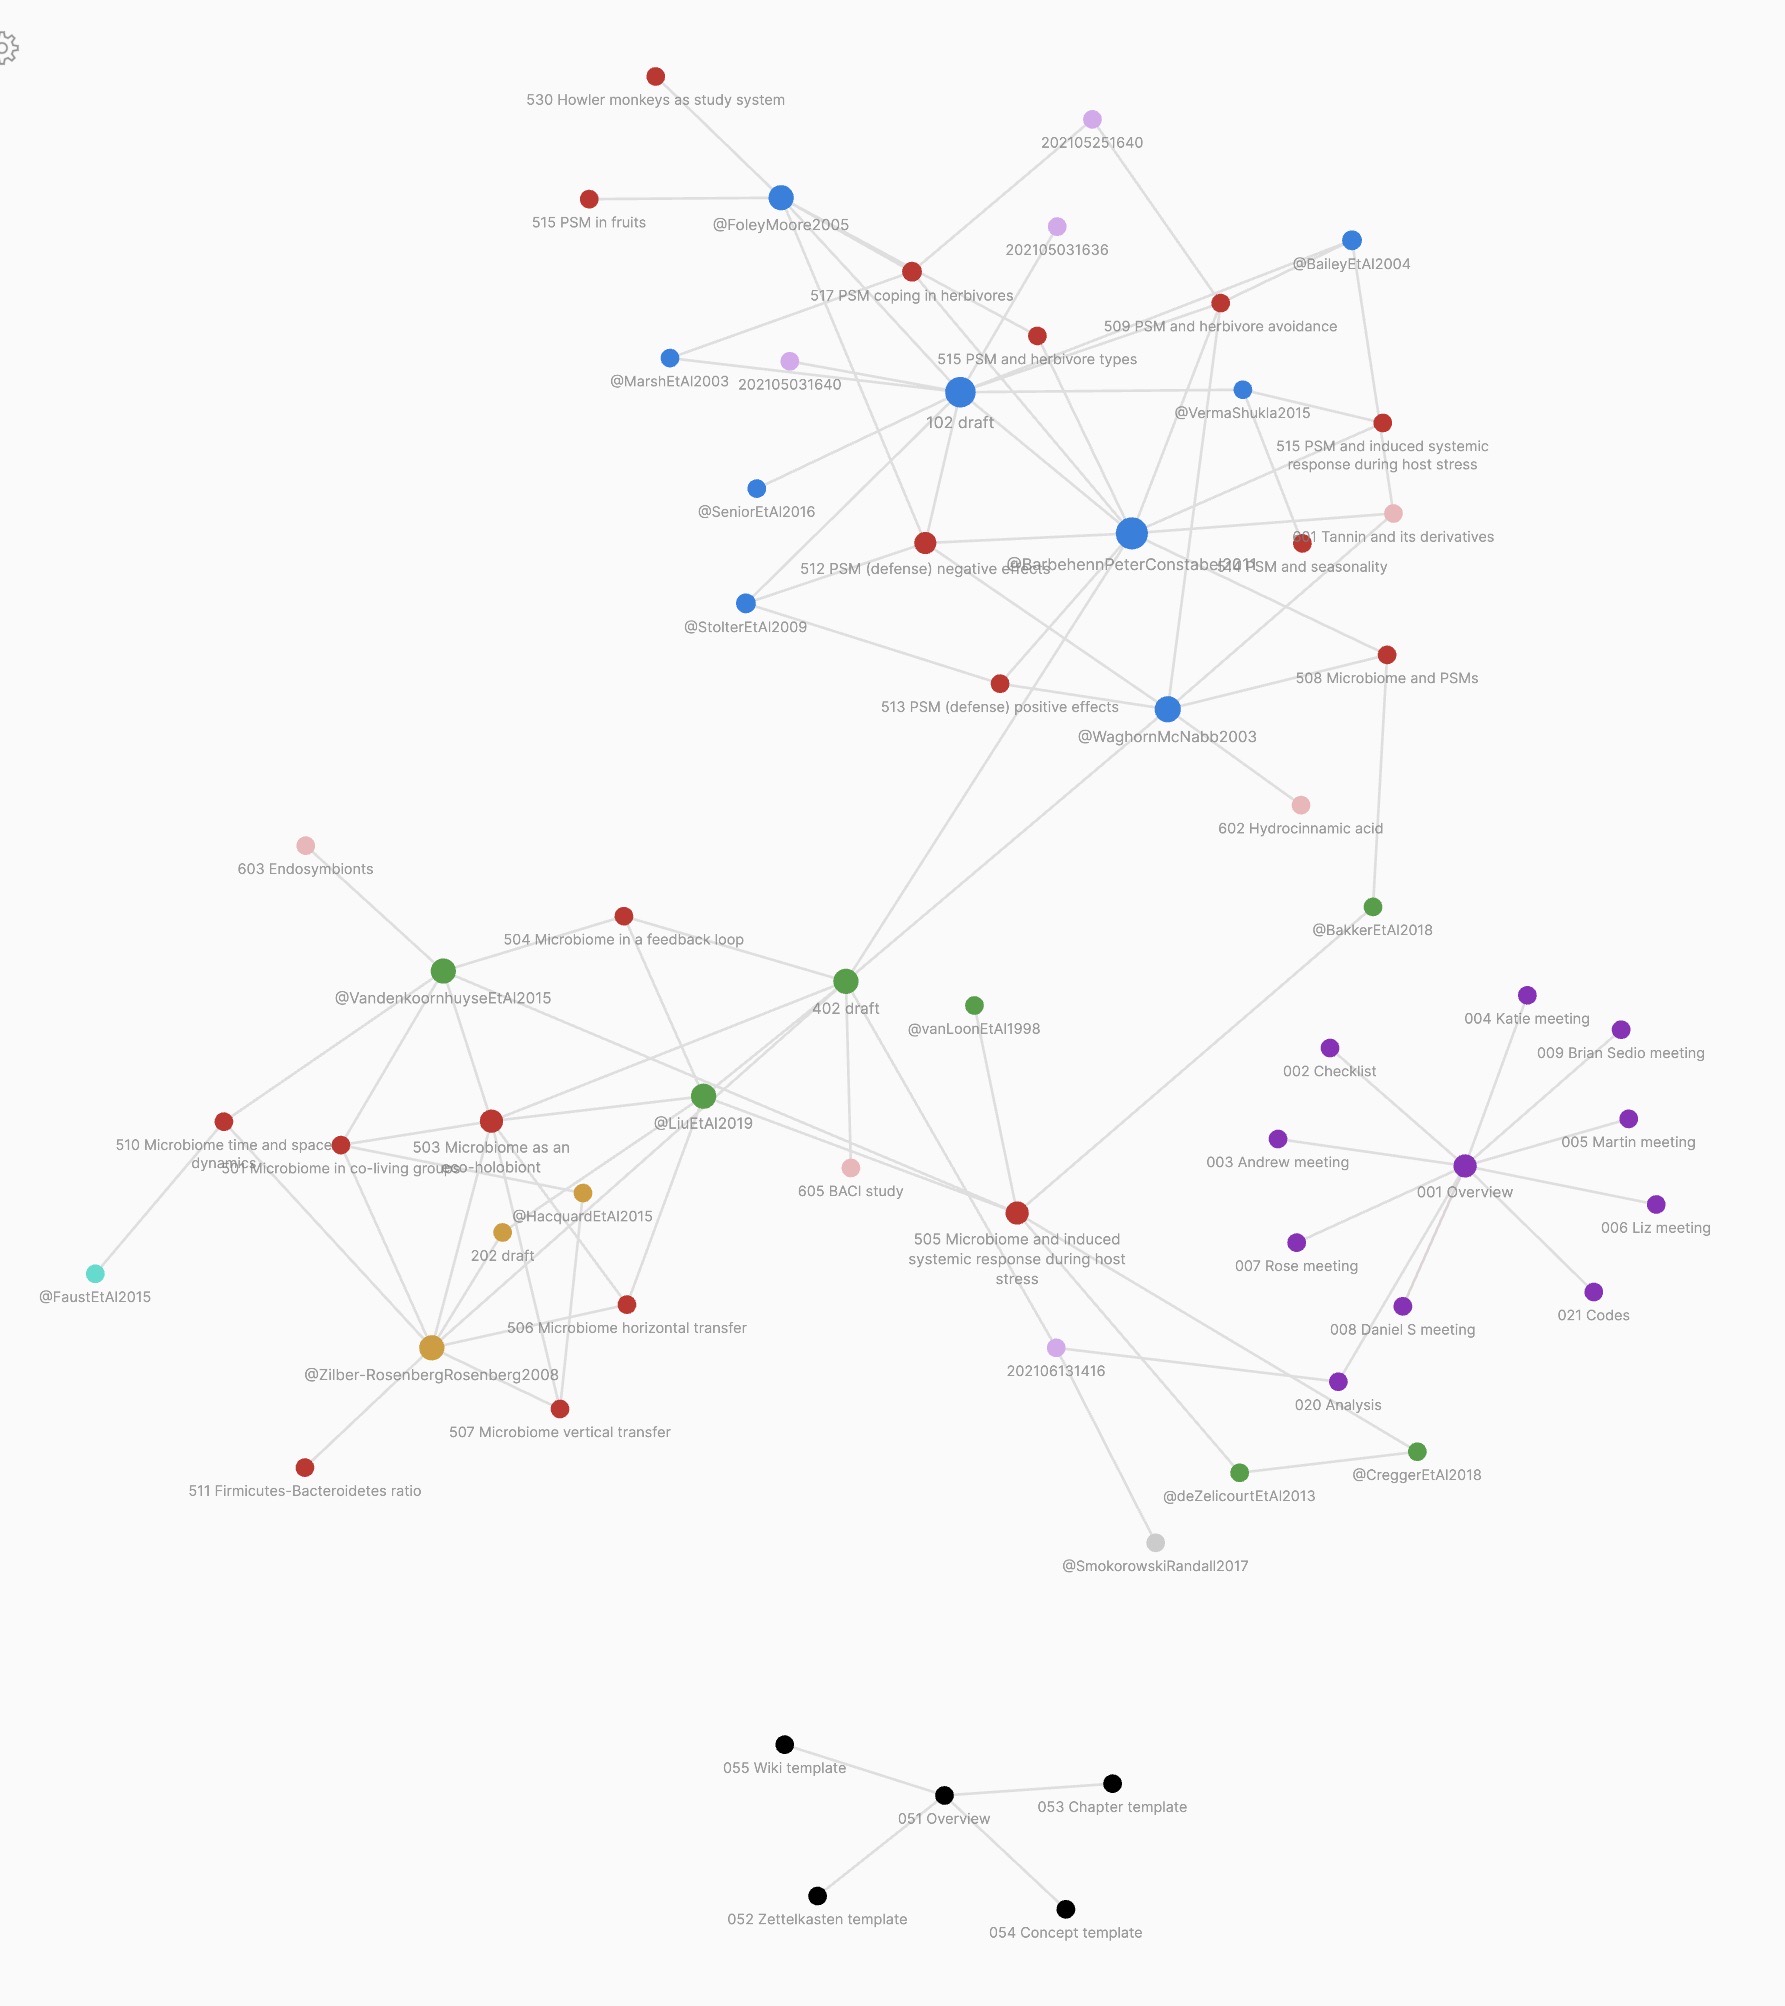 530 Howler monkeys as study system
202105251640
515 PSM in fruits
@FoleyMoore2005
202105031636
@BaileyEtAl2004
517 PSM coping in herbivores
509 PSM and herbivore avoidance
515 PSM and herbivore types
@MarshEtAl2003
202105031640
@VermaShukla2015
102 draft
515 PSM and induced systemic
response during host stress
@SeniorEtAl2016
Tannin and its derivatives
512 PSM (defense) negative effects
@BarbehennPeterConstabel2011
514 PSM and seasonality
@StolterEtAl2009
508 Microbiome and PSMs
513 PSM (defense) positive effects
@WaghornMcNabb2003
602 Hydrocinnamic acid
603 Endosymbionts
@BakkerEtAl2018
504 Microbiome in a feedback loop
@VandenkoornhuyseEtAl2015
402 draft
@vanLoonEtAl1998
004 Katie meeting
009 Brian Sedio meeting
002 Checklist
@LiuEtAl2019
510 Microbiome time and space
dynamics
501 Microbiome in co-living groups
503 Microbiome as an
eco-holobiont
605 BACI study
003 Andrew meeting
005 Martin meeting
001 Overview
@HacquardEtAl2015
202 draft
505 Microbiome and induced
systemic response during host
stress
006 Liz meeting
007 Rose meeting
@FaustEtAl2015
506 Microbiome horizontal transfer
008 Daniel S meeting
021 Codes
@Zilber-RosenbergRosenberg2008
202106131416
020 Analysis
507 Microbiome vertical transfer
511 Firmicutes-Bacteroidetes ratio
@deZelicourtEtAl2013
@CreggerEtAl2018
@SmokorowskiRandall2017
055 Wiki template
051 Overview
053 Chapter template
052 Zettelkasten template
054 Concept template